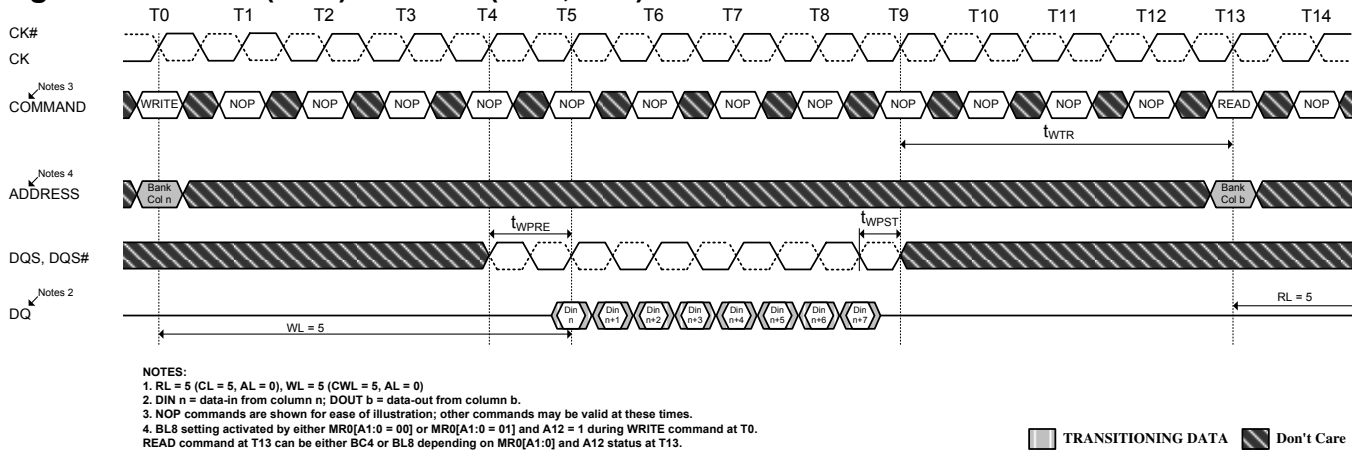 T0 T1 T2 T3 T4 T5 T6 T7 T8 T9 T10 T11 T12 T13 T14
CK#
CK
Notes 3
COMMAND
WRITE NOP NOP NOP NOP NOP NOP NOP NOP NOP NOP NOP NOP READ NOP
tWTR
Notes 4
ADDRESS
Bank
Col n
Bank
Col b
tWPRE
tWPST
DQS, DQS#
Notes 2
DQ
Din
n
Din
n+1
Din
n+2
Din
n+3
Din
n+4
Din
n+5
Din
n+6
Din
n+7
RL = 5
WL = 5
NOTES:
1. RL = 5 (CL = 5, AL = 0), WL = 5 (CWL = 5, AL = 0)
2. DIN n = data-in from column n; DOUT b = data-out from column b.
3. NOP commands are shown for ease of illustration; other commands may be valid at these times.
4. BL8 setting activated by either MR0[A1:0 = 00] or MR0[A1:0 = 01] and A12 = 1 during WRITE command at T0.
READ command at T13 can be either BC4 or BL8 depending on MR0[A1:0] and A12 status at T13.
TRANSITIONING DATA
Don't Care